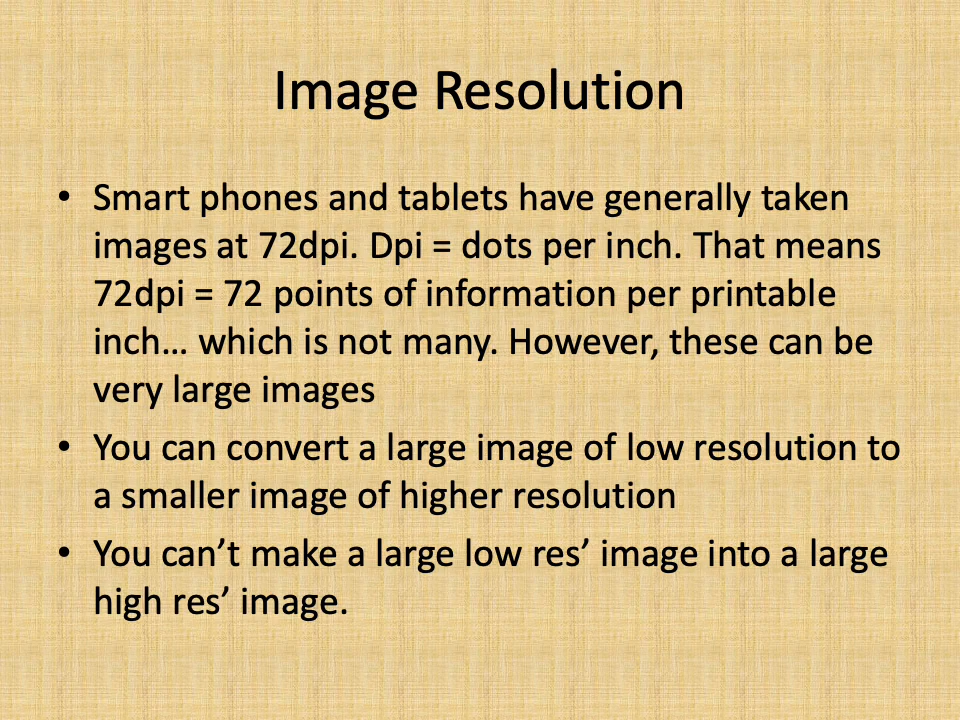 Image Resolution
• Smart phones and tablets have generally taken
images at 72dpi. Dpi = dots per inch. That means
72dpi = 72 points of information per printable
inch… which is not many. However, these can be
very large images
• You can convert a large image of low resolution to
a smaller image of higher resolution
• You can’t make a large low res’ image into a large
high res’ image.